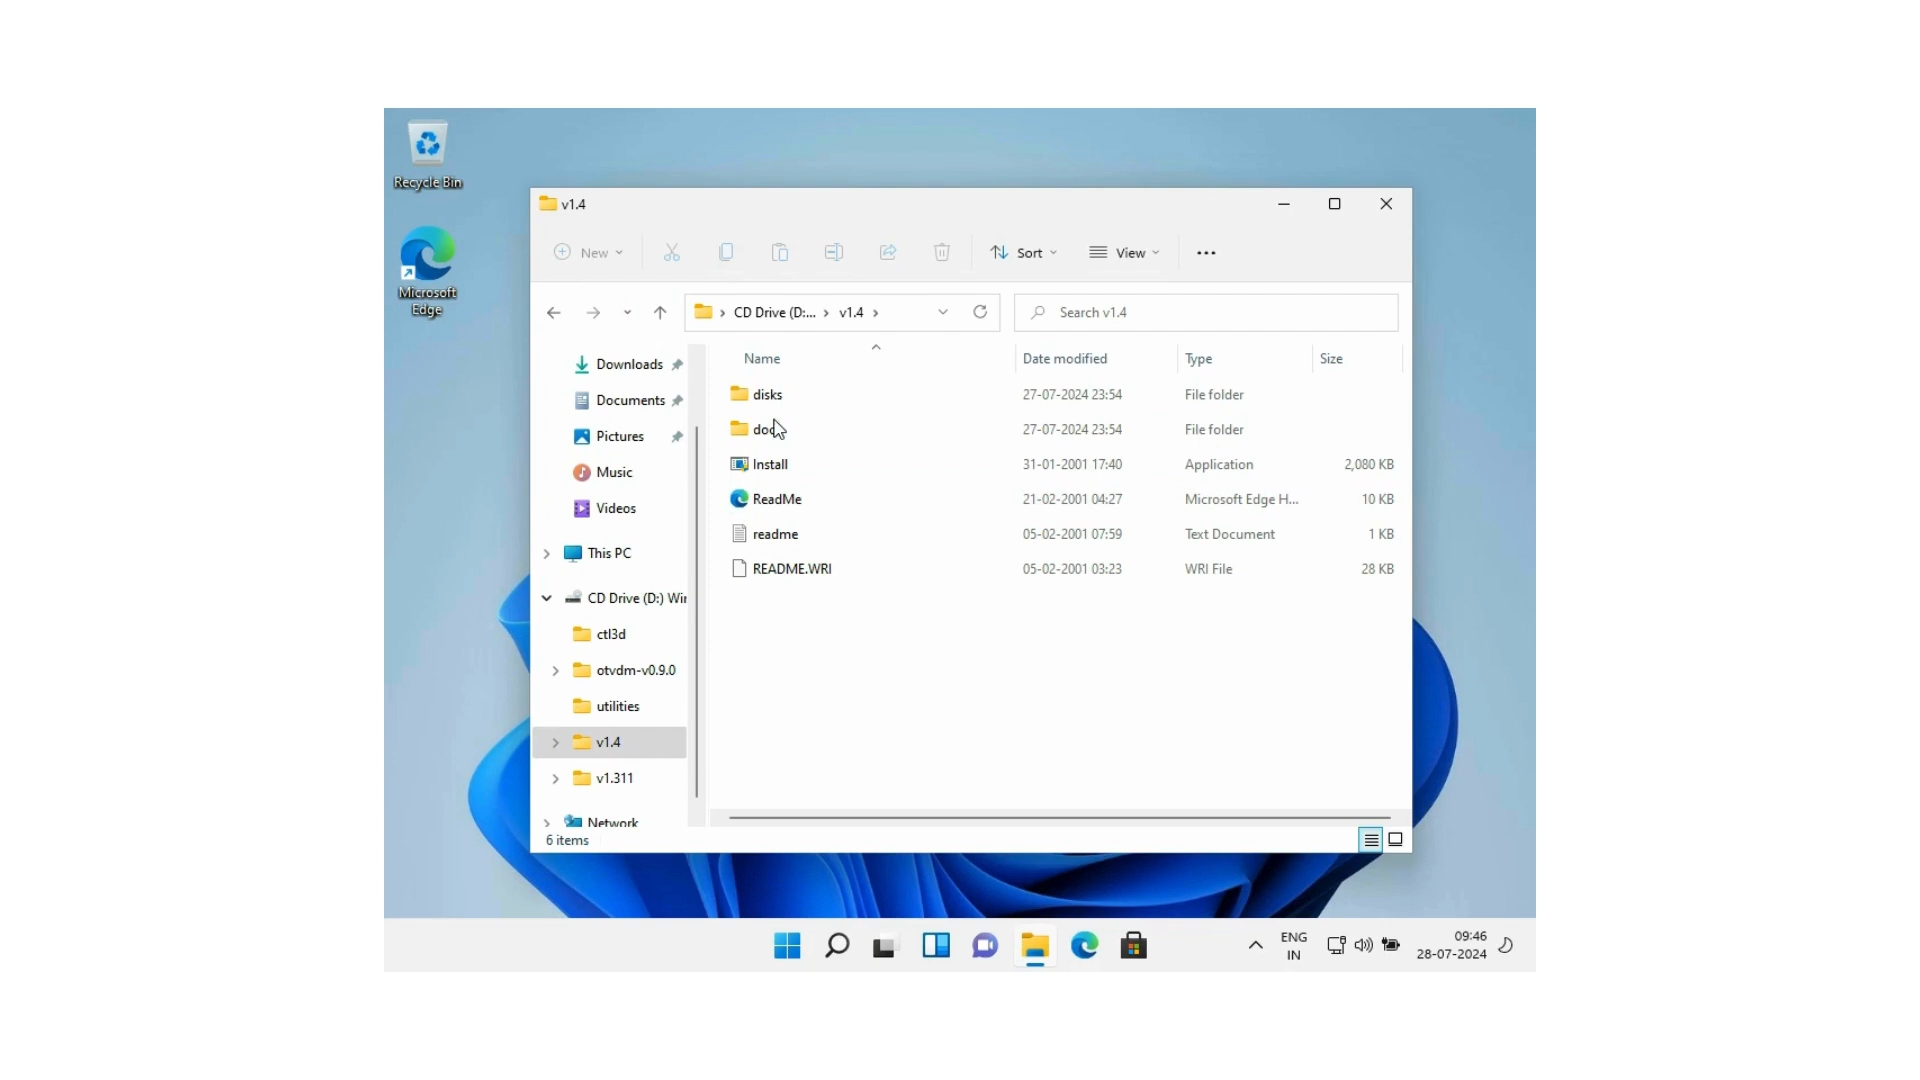 Recycle Bin
Microsoft
Edge
v1.4
New
Sort
View
CD Drive (D:...
v1.4
Search v1.4
Name
Date modified
Type
Size
Downloads
Documents
Pictures
Music
Videos
This PC
CD Drive (D:) Wi
ctl3d
otvdm-v0.9.0
utilities
v1.4
v1.311
Network
disks 27-07-2024 23:54 File folder
27-07-2024 23:54 File folder
Install 31-01-2001 17:40 Application 2,080 KB
ReadMe 21-02-2001 04:27 Microsoft Edge H... 10 KB
readme 05-02-2001 07:59 Text Document 1 KB
README.WRI 05-02-2001 03:23 WRI File 28 KB
6 items
ENG
IN
09:46
28-07-2024